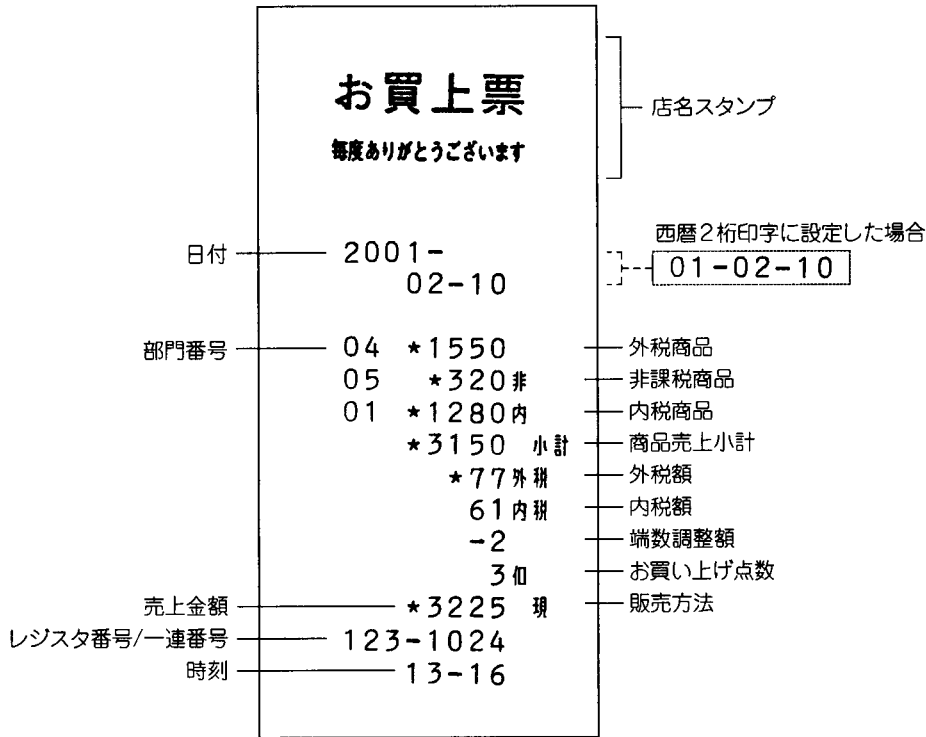 お買上票
店名スタンプ
毎度ありがとうございます
西暦2桁印字に設定した場合
日付 2001-
02-10
01-02-10
部門番号 04 *1550 外税商品
05 *320非 非課税商品
01 *1280内 内税商品
*3150 小計 商品売上小計
*77外税 外税額
61内税 内税額
-2 端数調整額
3個 お買い上げ点数
売上金額 *3225 現 販売方法
レジスタ番号/一連番号 123-1024
時刻 13-16